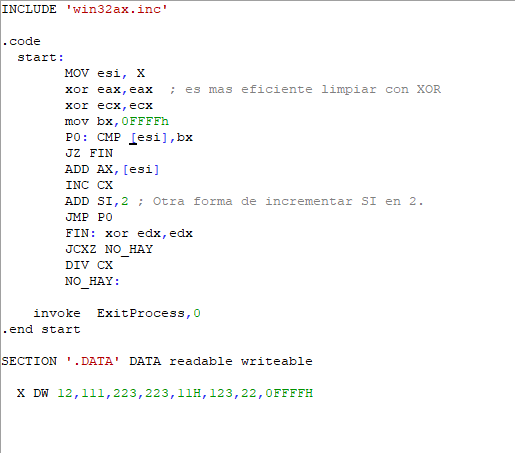 INCLUDE 'win32ax.inc'
.code
start:
MOV esi, X
xor eax,eax ; es mas eficiente limpiar con XOR
xor ecx,ecx
mov bx,0FFFFh
P0: CMP [esi],bx
JZ FIN
ADD AX,[esi]
INC CX
ADD SI,2 ; Otra forma de incrementar SI en 2.
JMP P0
FIN: xor edx,edx
JCXZ NO_HAY
DIV CX
NO_HAY:
invoke ExitProcess,0
.end start
SECTION '.DATA' DATA readable writeable
X DW 12,111,223,223,11H,123,22,0FFFFH